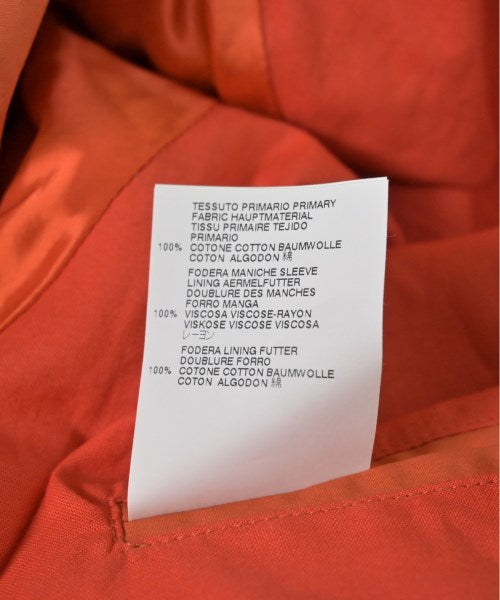 TESSUTO PRIMARIO PRIMARY
FABRIC HAUPTMATERIAL
TISSU PRIMAIRE TEJIDO
PRIMARIO
100% COTONE COTTON BAUMWOLLE
COTON ALGODON 綿
FODERA MANICHE SLEEVE
LINING AERMELFUTTER
DOUBLURE DES MANCHES
FORRO MANGA
100% VISCOSA VISCOSE-RAYON
VISKOSE VISCOSE VISCOSA
レーヨン
FODERA LINING FUTTER
DOUBLURE FORRO
100% COTONE COTTON BAUMWOLLE
COTON ALGODON 綿